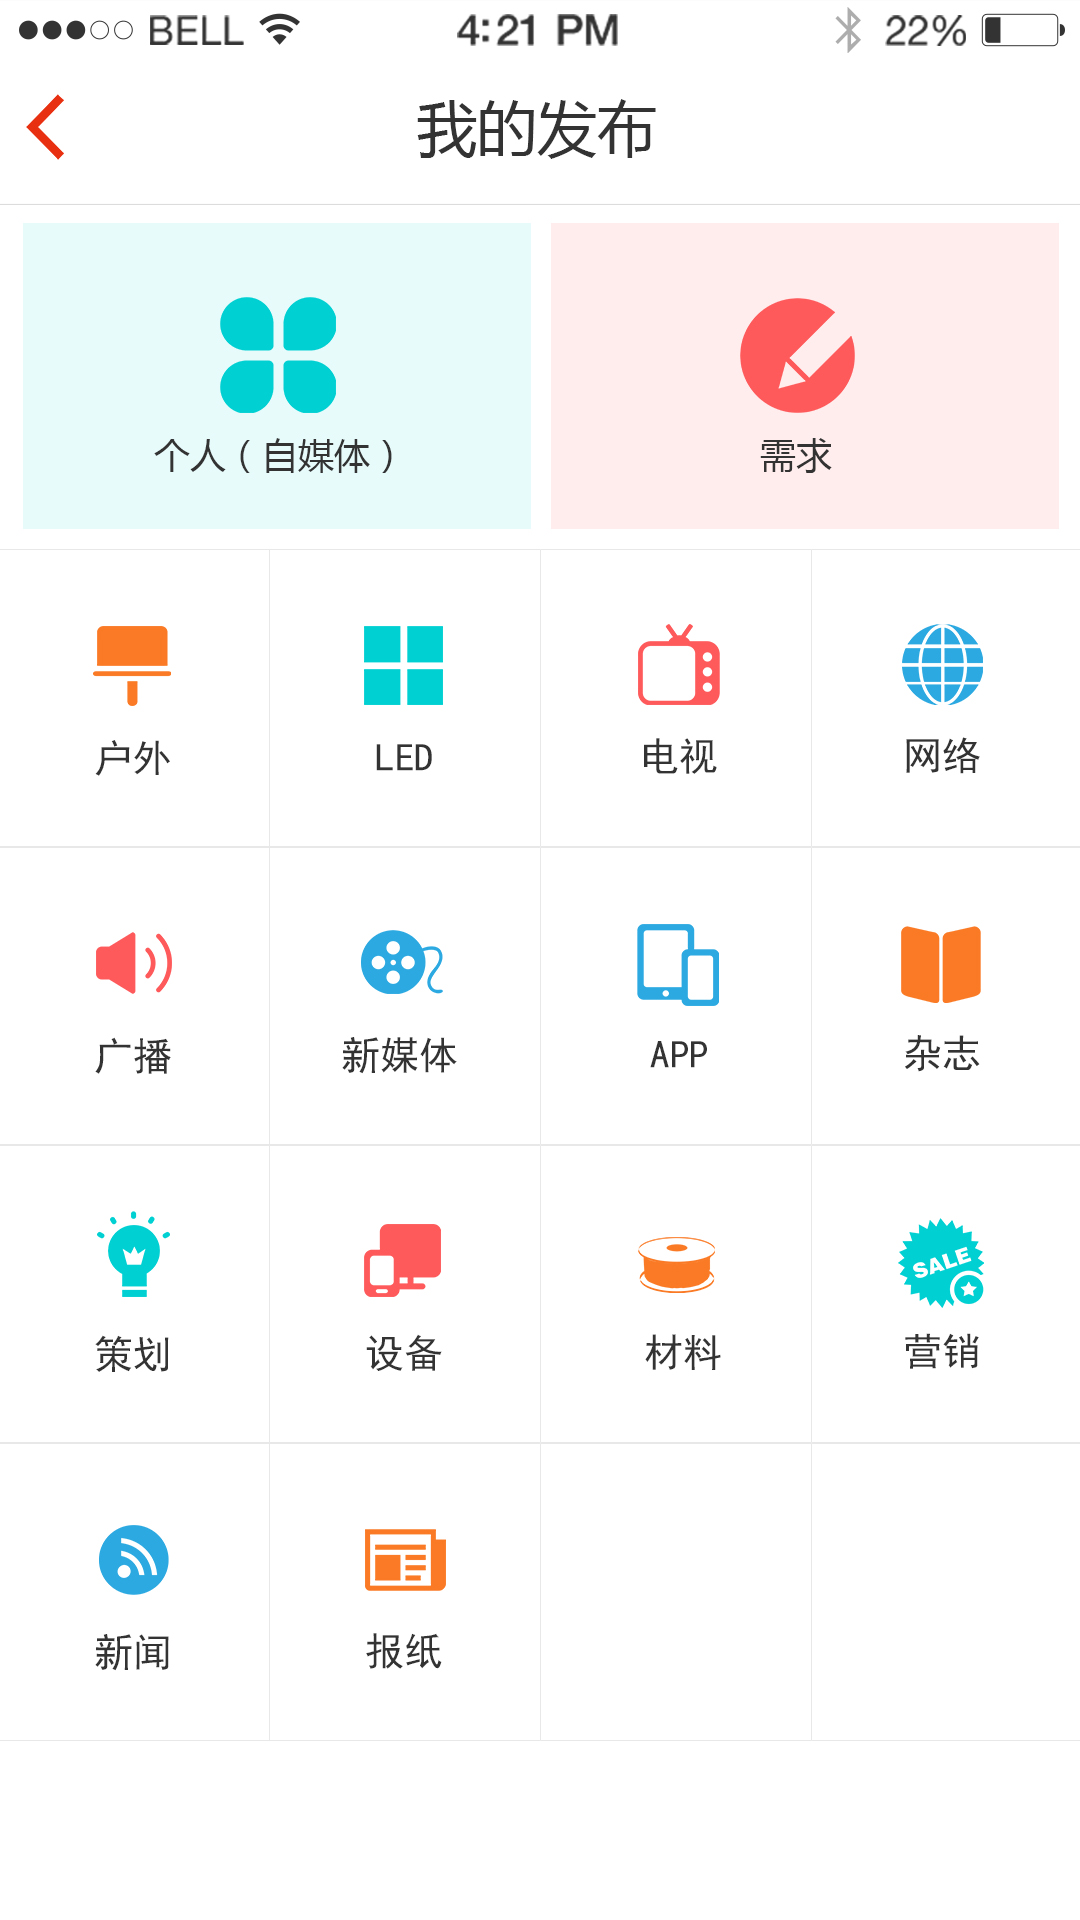 BELL 4:21 PM 22%
我的发布
个人（自媒体） 需求
户外 LED 电视 网络
广播 新媒体 APP 杂志
SALE
策划 设备 材料 营销
新闻 报纸